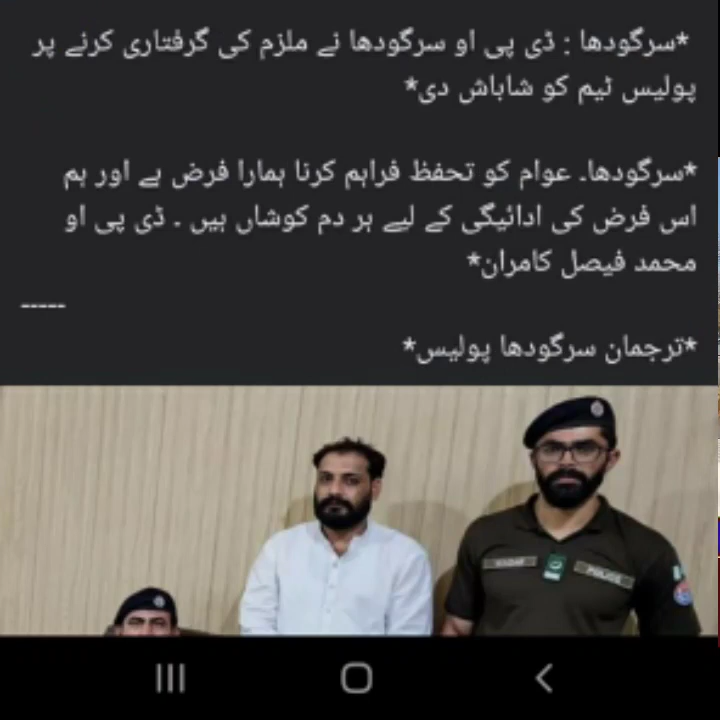 *سرگودھا : ڈی پی او سرگودھا نے ملزم کی گرفتاری کرنے پر
پولیس ٹیم کو شاباش دی*
*سرگودھا۔ عوام کو تحفظ فراہم کرنا ہمارا فرض ہے اور ہم
اس فرض کی ادائیگی کے لیے ہر دم کوشاں ہیں ۔ ڈی پی او
محمد فیصل کامران*
-----
*ترجمان سرگودھا پولیس*
POLICE